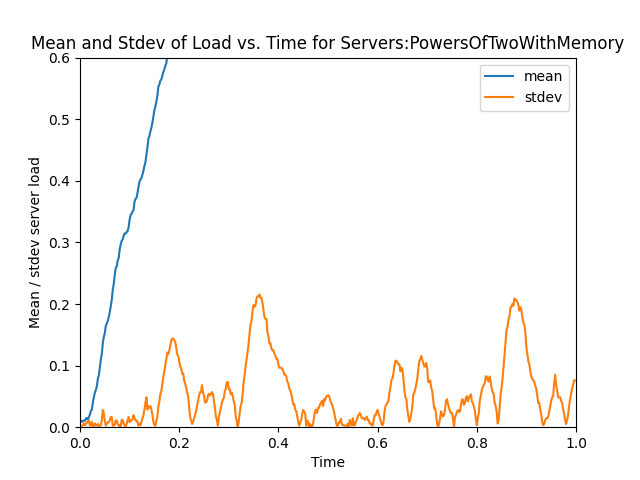 Mean and Stdev of Load vs. Time for Servers:PowersOfTwoWithMemory
mean
stdev
0.6
0.5
0.4
0.3
0.2
0.1
0.0
Mean / stdev server load
0.0 0.2 0.4 0.6 0.8 1.0
Time